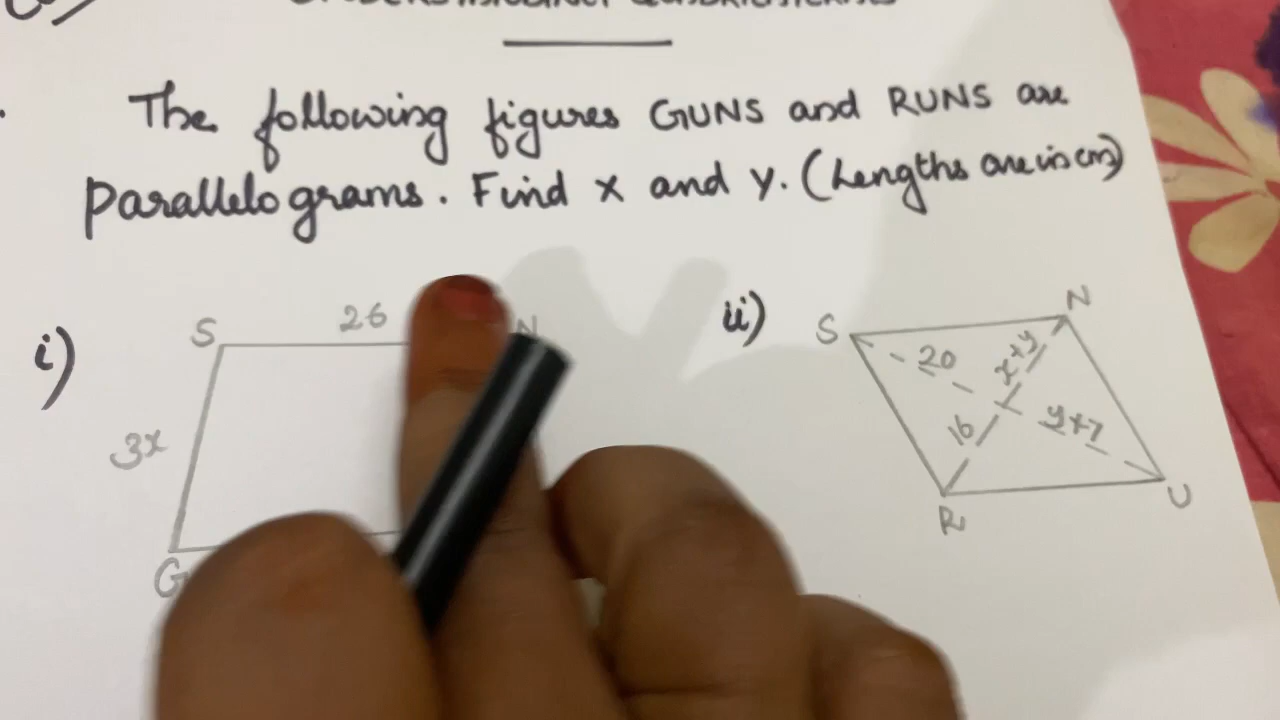 The following figures GUNS and RUNS are
parallelograms. Find x and y. (Lengths are in cm)
i)
S
26
N
3x
G
ii)
S
N
20
x+y
16
y+7
R
U